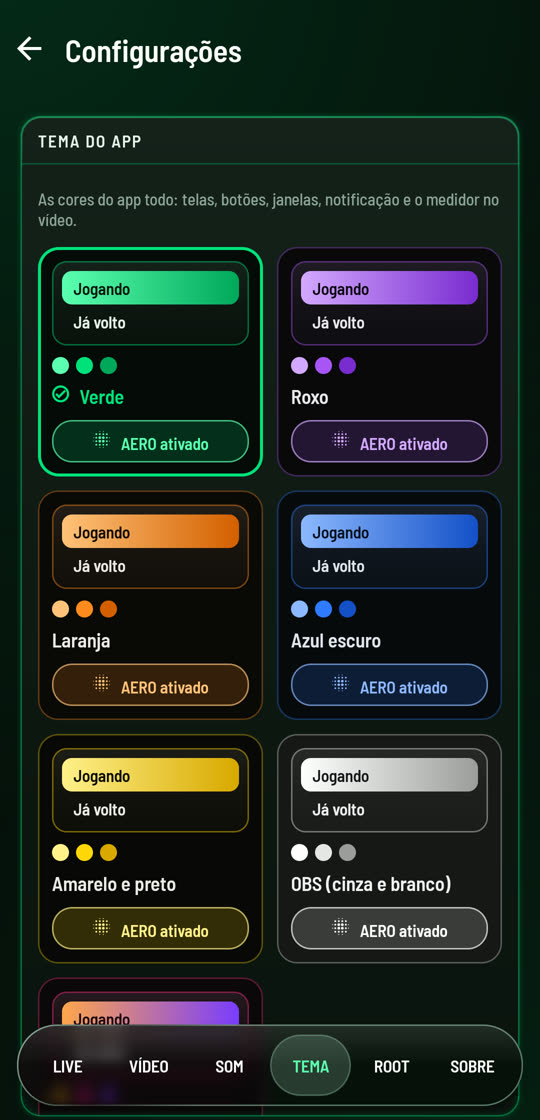 Configurações
TEMA DO APP
As cores do app todo: telas, botões, janelas, notificação e o medidor no
vídeo.
Jogando
Já volto
Verde
AERO ativado
Jogando
Já volto
Roxo
AERO ativado
Jogando
Já volto
Laranja
AERO ativado
Jogando
Já volto
Azul escuro
AERO ativado
Jogando
Já volto
Amarelo e preto
AERO ativado
Jogando
Já volto
OBS (cinza e branco)
AERO ativado
Jogando
LIVE
VÍDEO
SOM
TEMA
ROOT
SOBRE